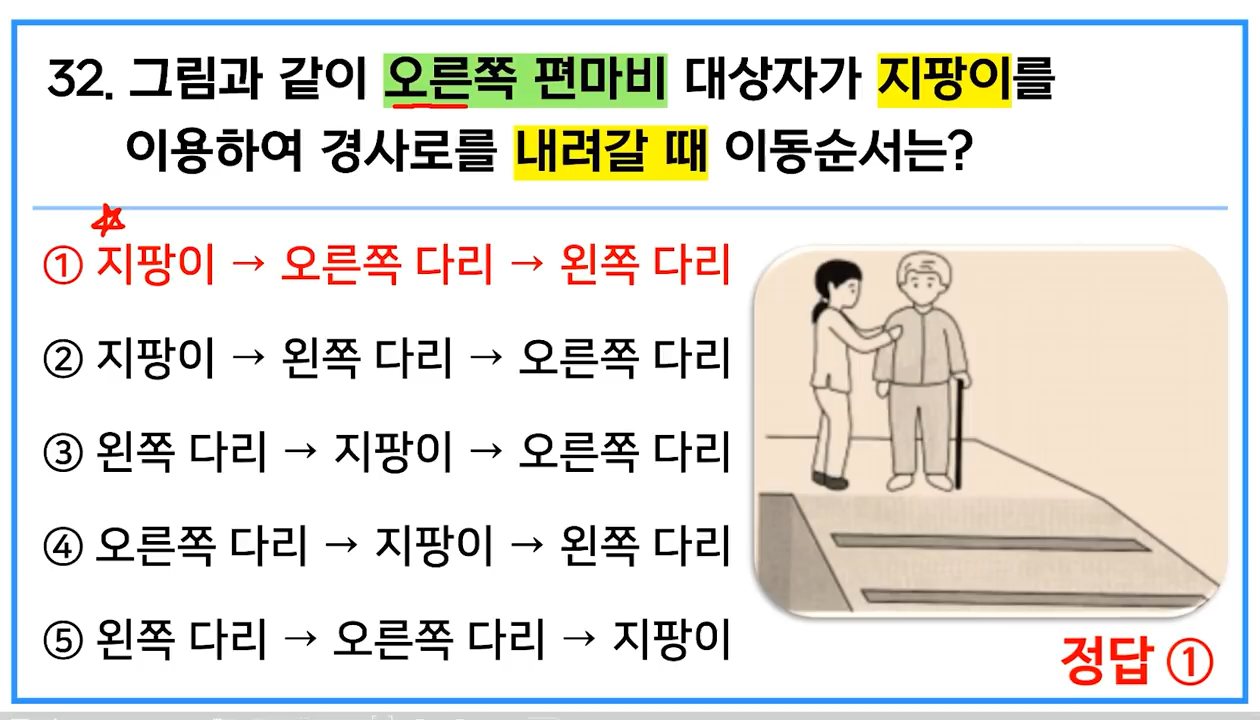 32. 그림과 같이 오른쪽 편마비 대상자가 지팡이를
이용하여 경사로를 내려갈 때 이동순서는?
① 지팡이 → 오른쪽 다리 → 왼쪽 다리
② 지팡이 → 왼쪽 다리 → 오른쪽 다리
③ 왼쪽 다리 → 지팡이 → 오른쪽 다리
④ 오른쪽 다리 → 지팡이 → 왼쪽 다리
⑤ 왼쪽 다리 → 오른쪽 다리 → 지팡이
정답 ①